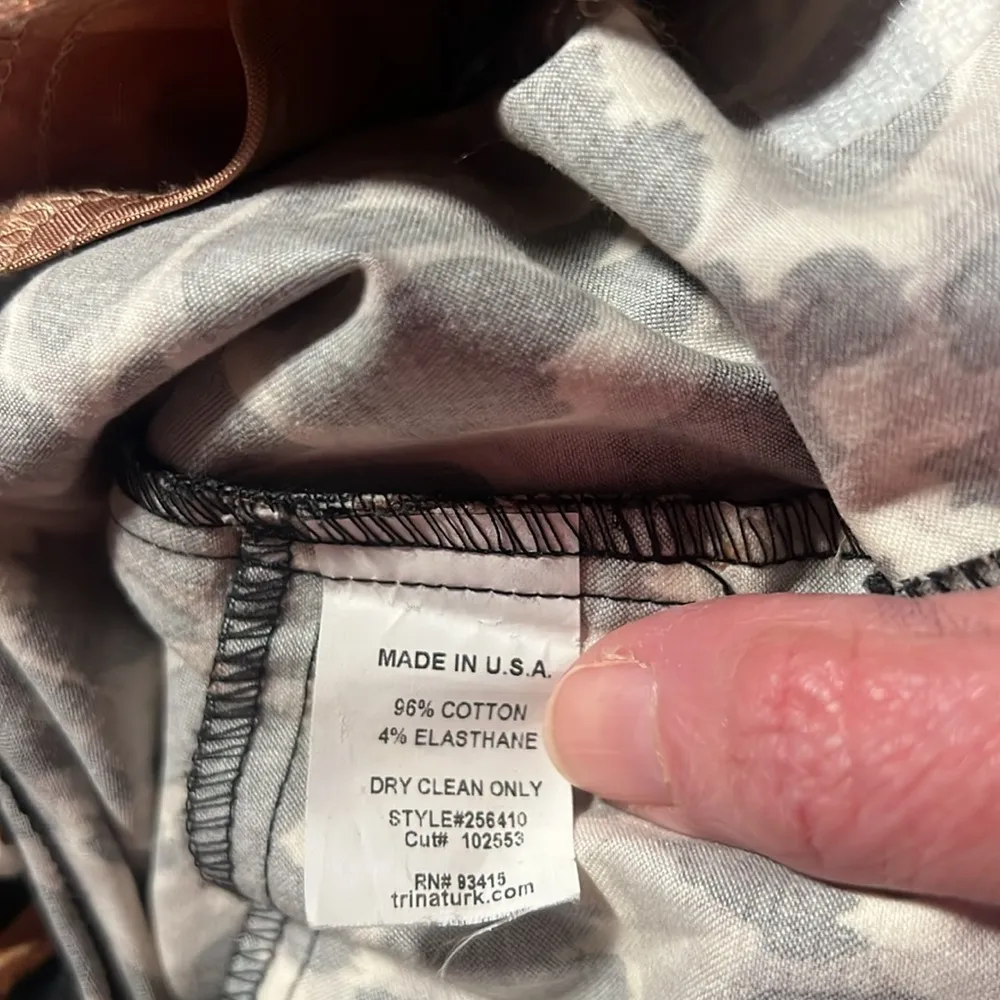 MADE IN U.S.A.
96% COTTON
4% ELASTHANE
DRY CLEAN ONLY
STYLE#256410
Cut# 102553
RN# 93415
trinaturk.com